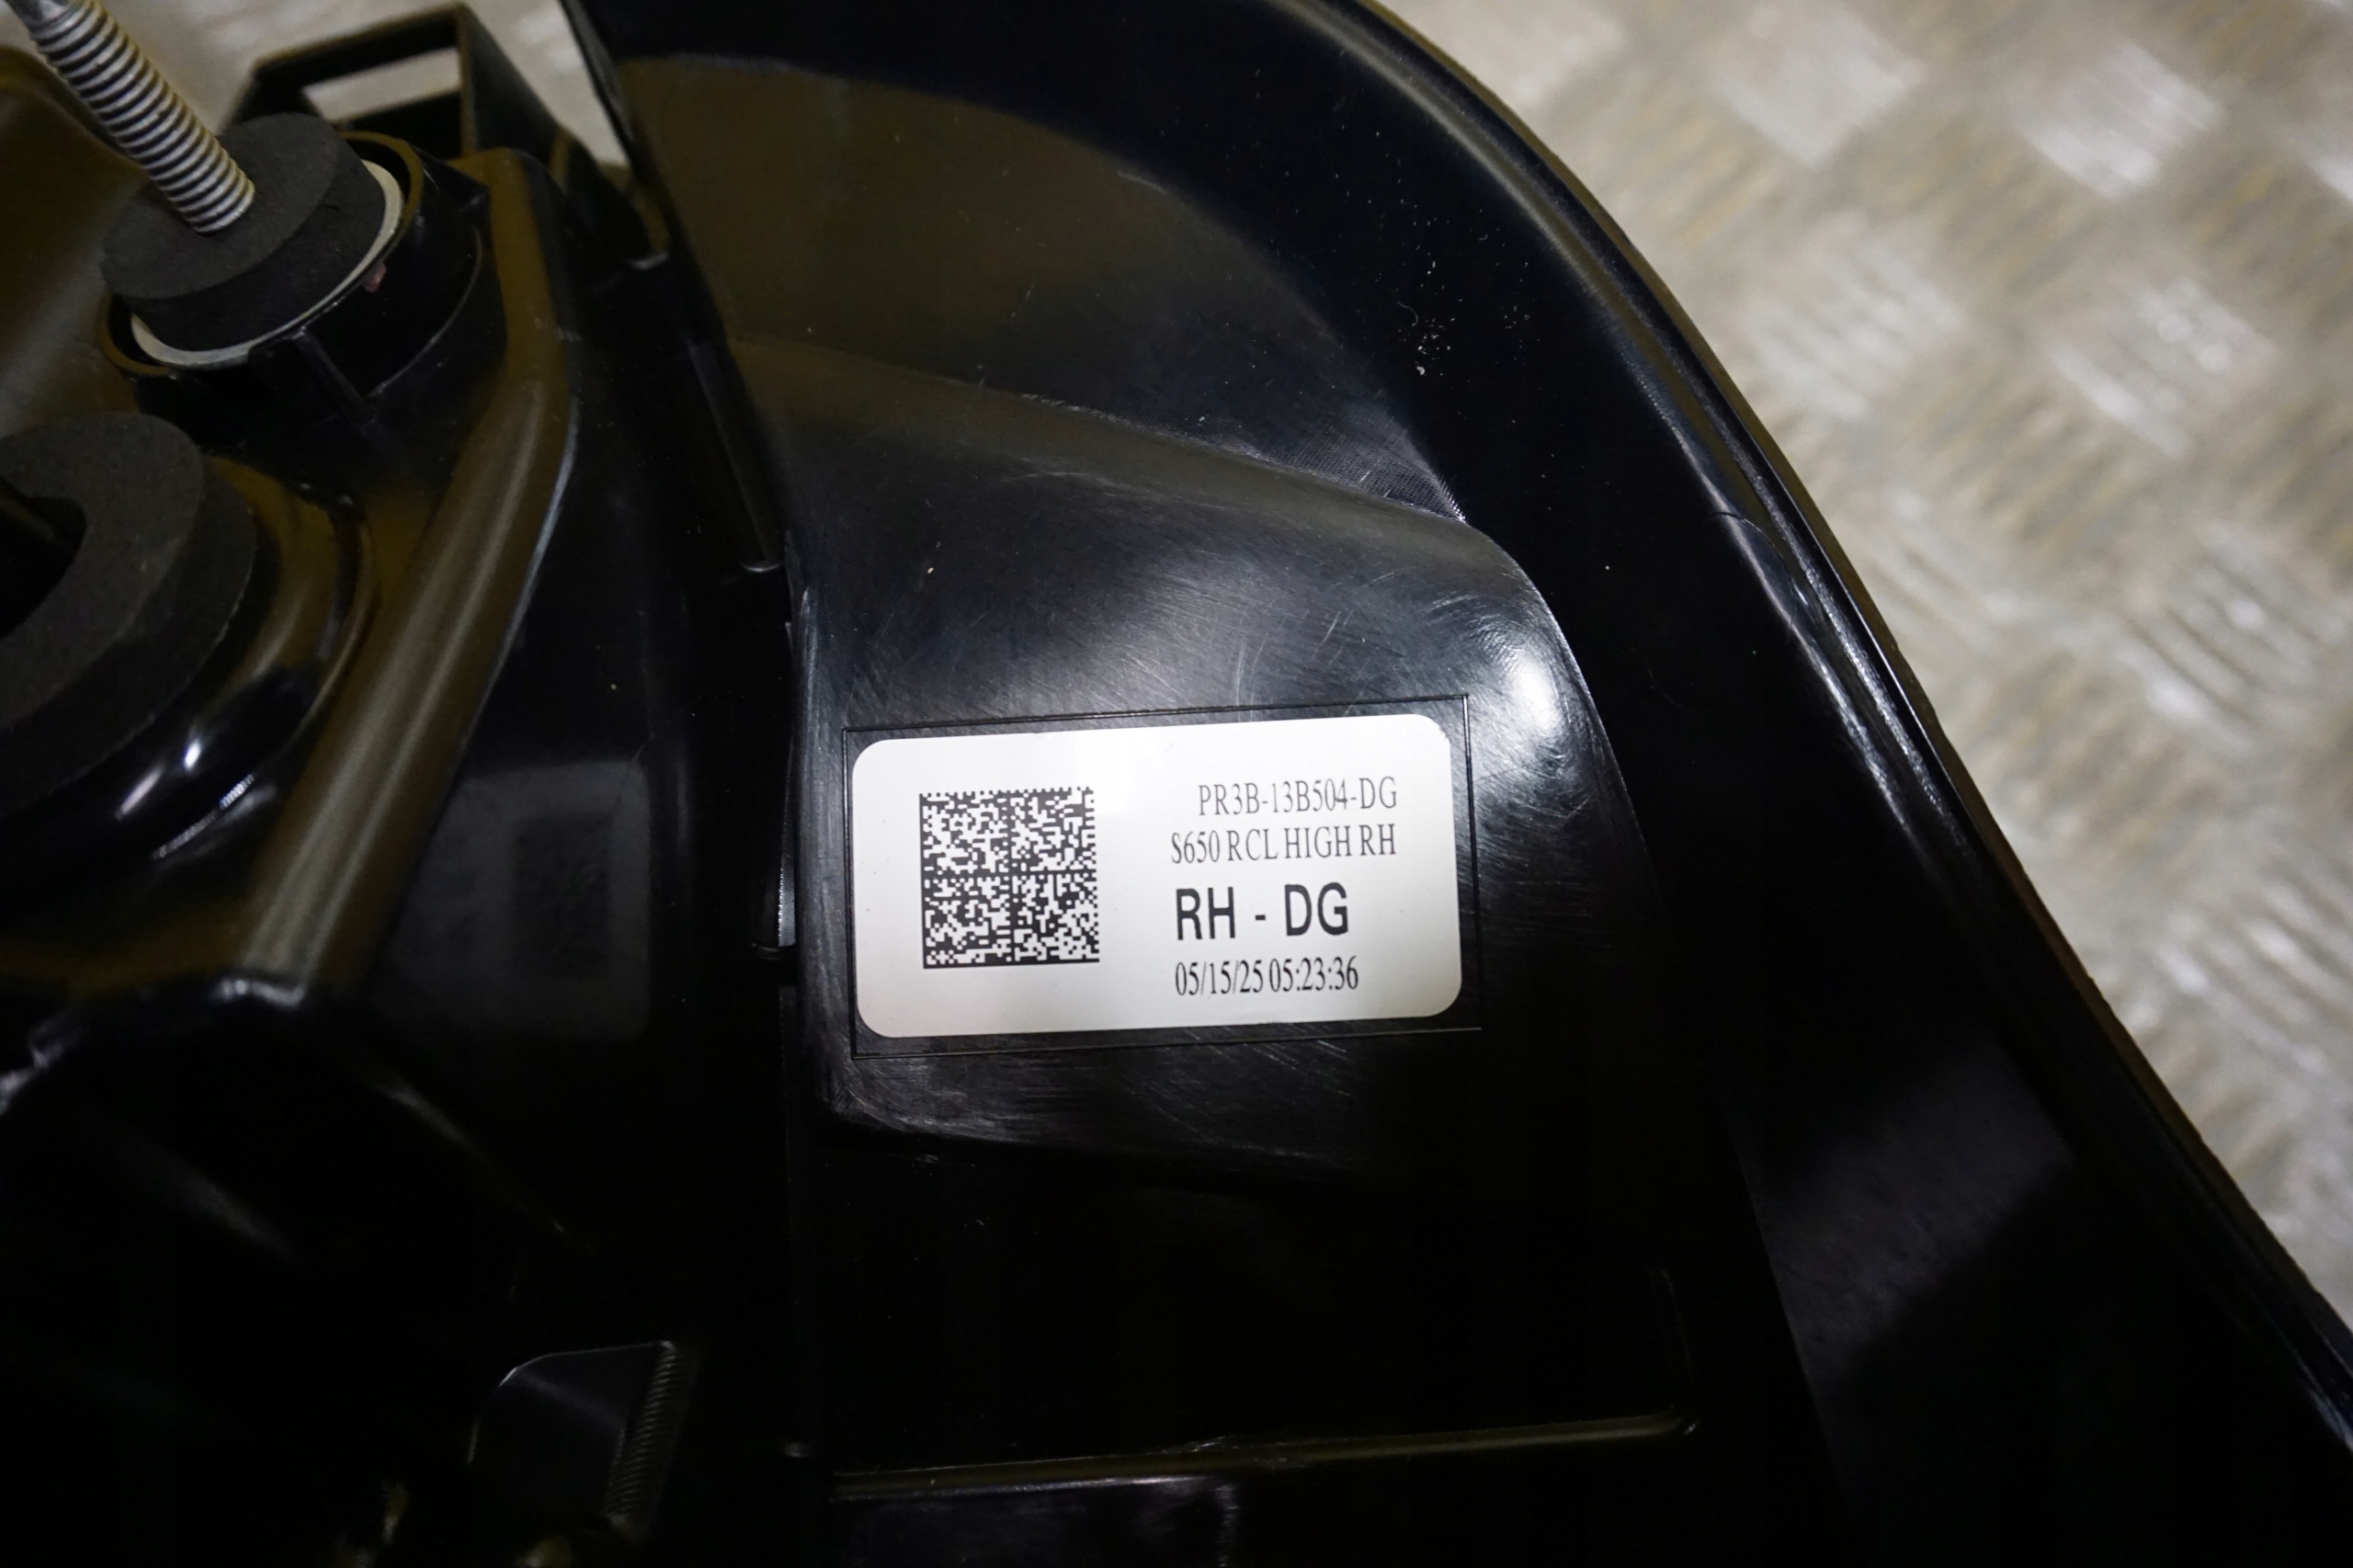 PR3B-13B504-DG
S650 RCL HIGH RH
RH - DG
05/15/25 05:23:36